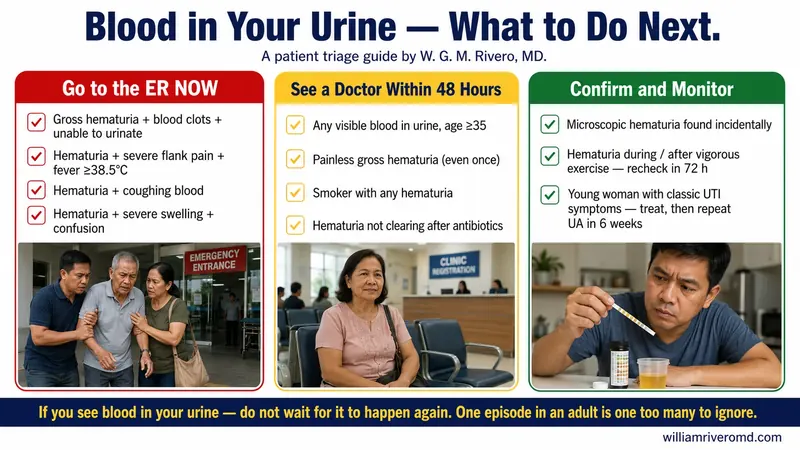 Blood in Your Urine — What to Do Next.
A patient triage guide by W. G. M. Rivero, MD.
Go to the ER NOW
Gross hematuria + blood clots +
unable to urinate
Hematuria + severe flank pain +
fever ≥38.5°C
Hematuria + coughing blood
Hematuria + severe swelling +
confusion
EMERGENCY
ENTRANCE
See a Doctor Within 48 Hours
Any visible blood in urine, age ≥35
Painless gross hematuria (even once)
Smoker with any hematuria
Hematuria not clearing after antibiotics
CLINIC
REGISTRATION
Confirm and Monitor
Microscopic hematuria found incidentally
Hematuria during / after vigorous
exercise — recheck in 72 h
Young woman with classic UTI
symptoms — treat, then repeat
UA in 6 weeks
If you see blood in your urine — do not wait for it to happen again. One episode in an adult is one too many to ignore.
williamriveromd.com